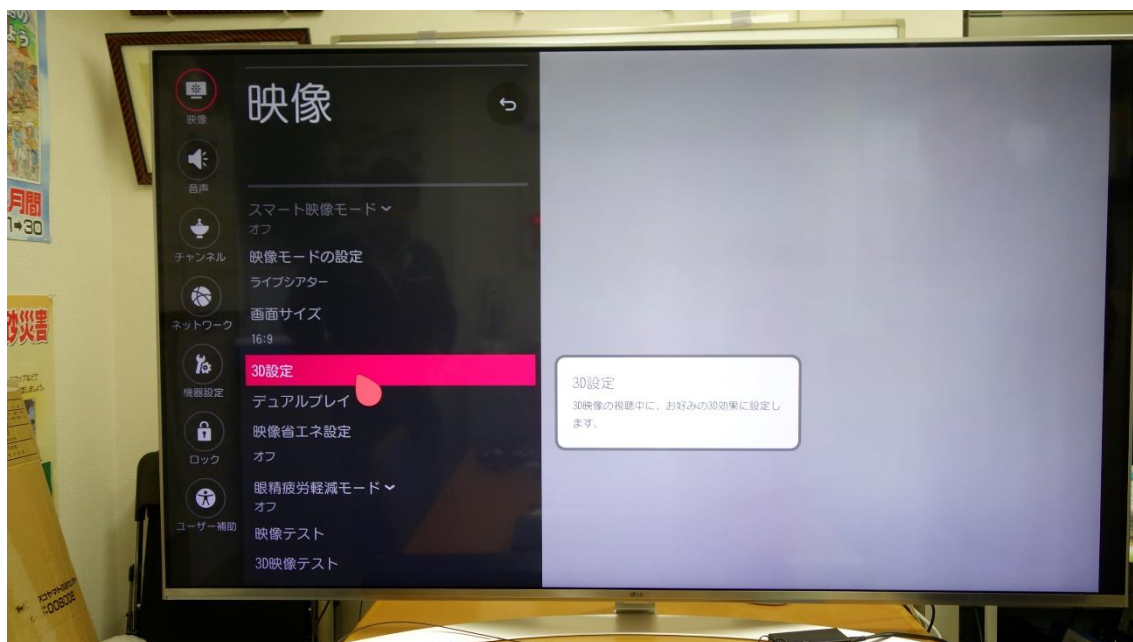 映像
映像
音声
チャンネル
ネットワーク
機器設定
ロック
ユーザー補助
スマート映像モード
オフ
映像モードの設定
ライブシアター
画面サイズ
16:9
3D設定
デュアルプレイ
映像省エネ設定
オフ
眼精疲労軽減モード
オフ
映像テスト
3D映像テスト
3D設定
3D映像の視聴中に、お好みの3D効果に設定し
ます。
月間
1➡30
災害
LG